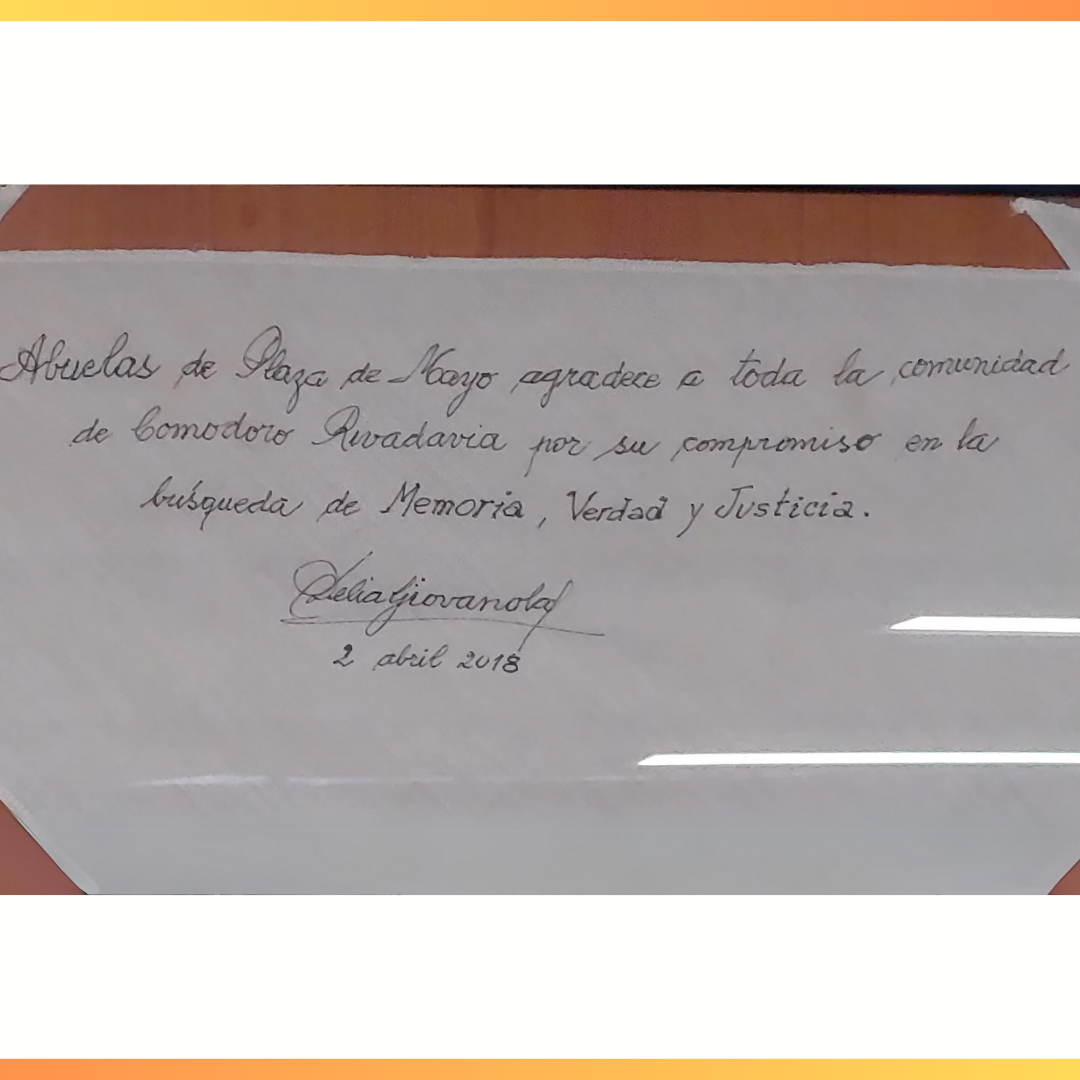 Abuelas de Plaza de Mayo agradece a toda la comunidad
de Comodoro Rivadavia por su compromiso en la
búsqueda de Memoria, Verdad y Justicia.
Delia Giovanola
2 abril 2018